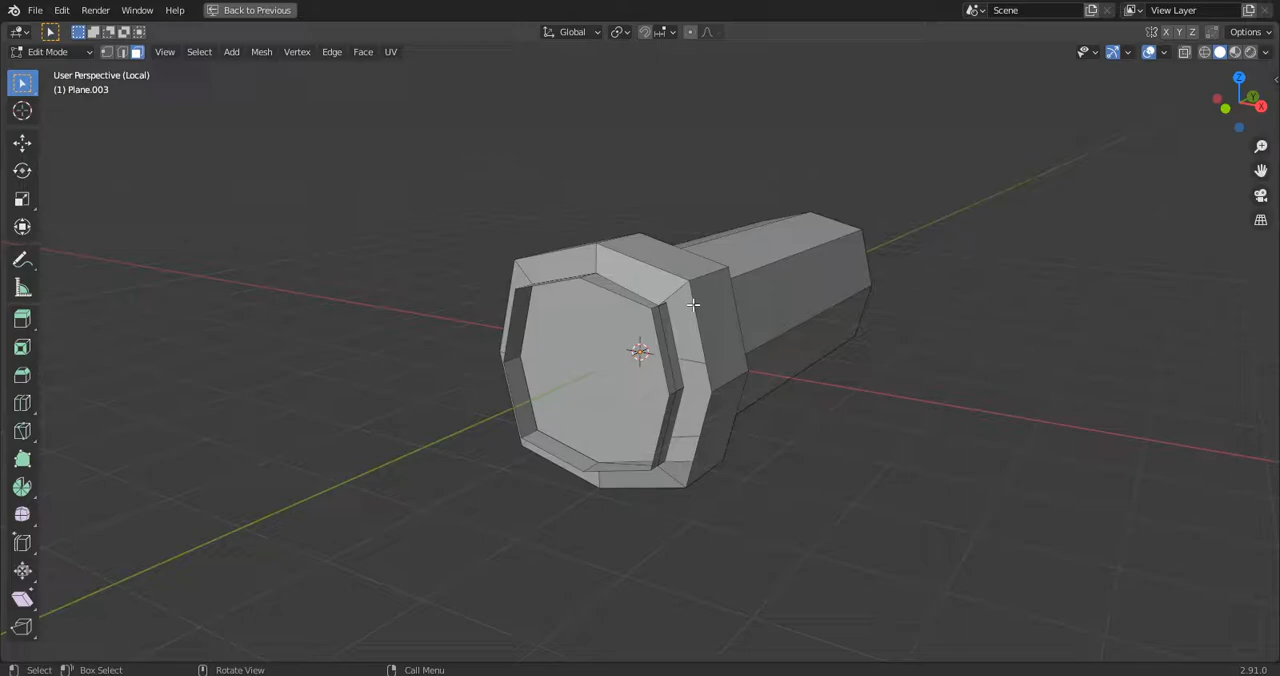 File Edit Render Window Help Back to Previous Scene View Layer
Global Options
X Y Z
Edit Mode View Select Add Mesh Vertex Edge Face UV
User Perspective (Local)
(1) Plane.003
Z
Y
X
Select Box Select Rotate View Call Menu 2.91.0